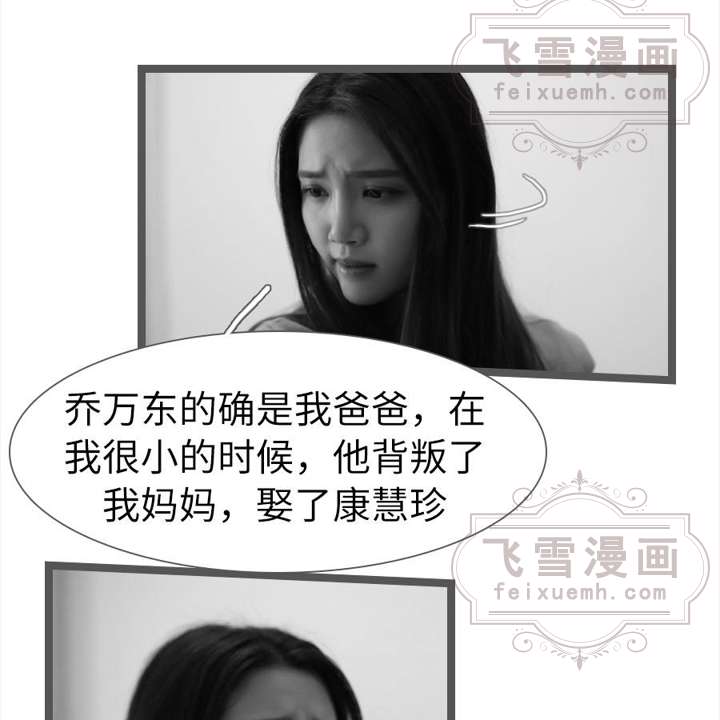 飞雪漫画
feixuemh.com
乔万东的确是我爸爸，在
我很小的时候，他背叛了
我妈妈，娶了康慧珍
飞雪漫画
feixuemh.com